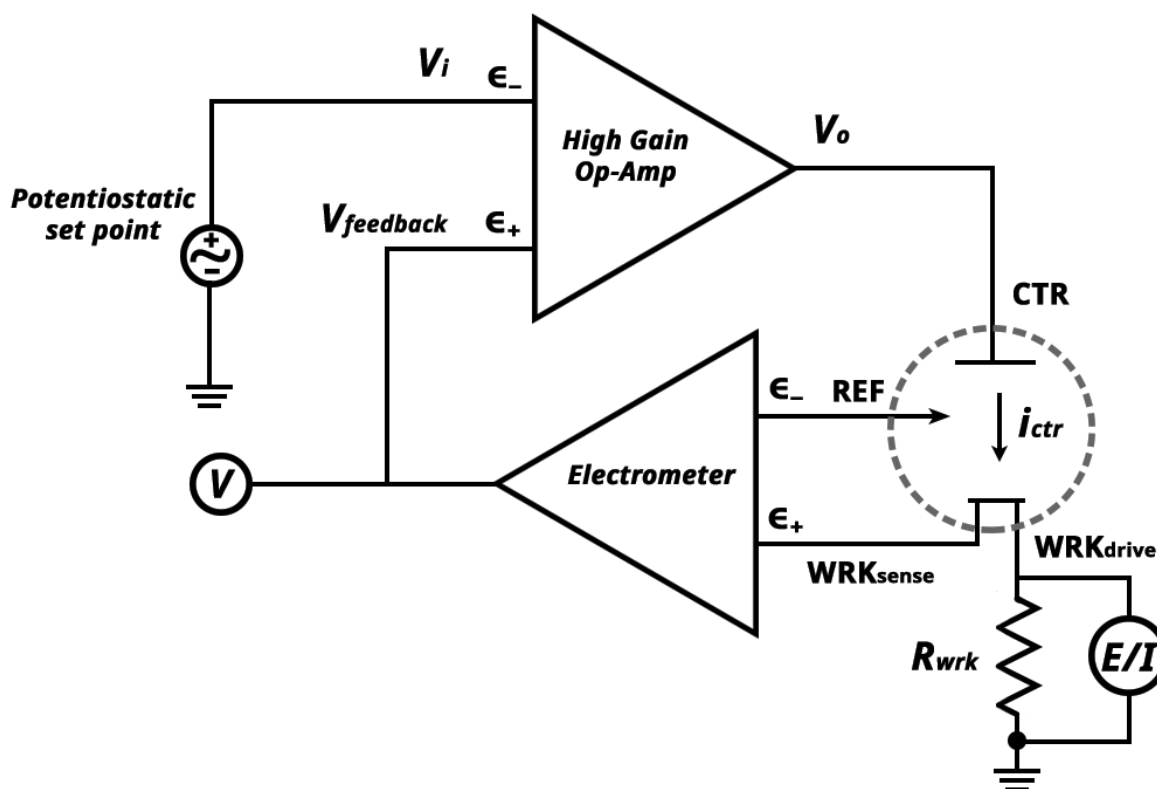 Vi
ϵ−
High Gain
Op-Amp
Vo
Potentiostatic
set point
+
-
Vfeedback
ϵ+
CTR
ϵ−
REF
ictr
Electrometer
V
ϵ+
WRKsense
WRKdrive
Rwrk
E/I